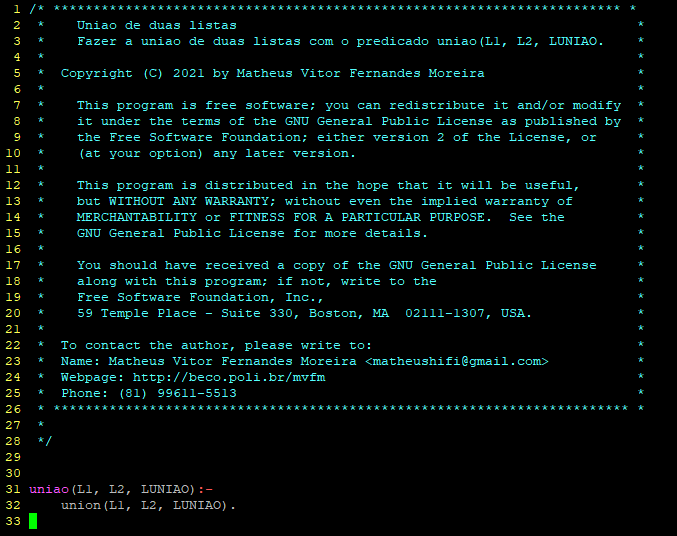 1 /* *********************************************************************** *
2 * Uniao de duas listas *
3 * Fazer a uniao de duas listas com o predicado uniao(L1, L2, LUNIAO. *
4 * *
5 * Copyright (C) 2021 by Matheus Vitor Fernandes Moreira *
6 * *
7 * This program is free software; you can redistribute it and/or modify *
8 * it under the terms of the GNU General Public License as published by *
9 * the Free Software Foundation; either version 2 of the License, or *
10 * (at your option) any later version. *
11 * *
12 * This program is distributed in the hope that it will be useful, *
13 * but WITHOUT ANY WARRANTY; without even the implied warranty of *
14 * MERCHANTABILITY or FITNESS FOR A PARTICULAR PURPOSE. See the *
15 * GNU General Public License for more details. *
16 * *
17 * You should have received a copy of the GNU General Public License *
18 * along with this program; if not, write to the *
19 * Free Software Foundation, Inc., *
20 * 59 Temple Place - Suite 330, Boston, MA 02111-1307, USA. *
21 * *
22 * To contact the author, please write to: *
23 * Name: Matheus Vitor Fernandes Moreira <matheushifi@gmail.com> *
24 * Webpage: http://beco.poli.br/mvfm *
25 * Phone: (81) 99611-5513 *
26 * ************************************************************************ *
27 *
28 */
29
30
31 uniao(L1, L2, LUNIAO):-
32 union(L1, L2, LUNIAO).
33